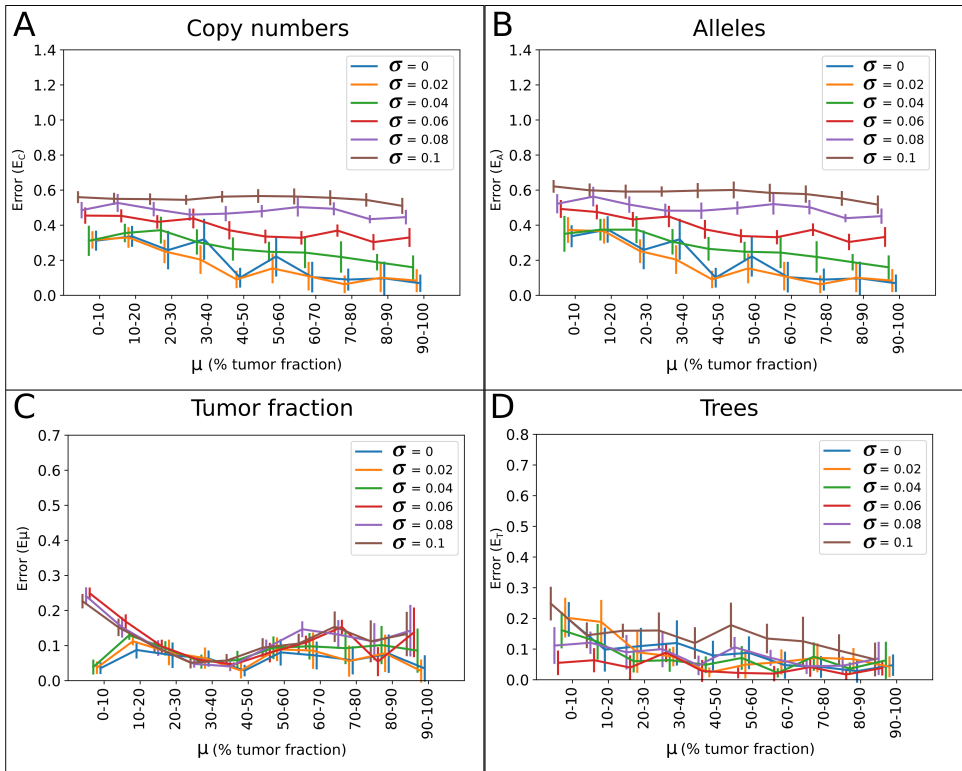 A
Copy numbers
Error (E_C)
1.4
1.2
1.0
0.8
0.6
0.4
0.2
0.0
σ = 0
σ = 0.02
σ = 0.04
σ = 0.06
σ = 0.08
σ = 0.1
0-10
10-20
20-30
30-40
40-50
50-60
60-70
70-80
80-90
90-100
μ (% tumor fraction)
B
Alleles
Error (E_A)
1.4
1.2
1.0
0.8
0.6
0.4
0.2
0.0
σ = 0
σ = 0.02
σ = 0.04
σ = 0.06
σ = 0.08
σ = 0.1
0-10
10-20
20-30
30-40
40-50
50-60
60-70
70-80
80-90
90-100
μ (% tumor fraction)
C
Tumor fraction
Error (Eμ)
0.7
0.6
0.5
0.4
0.3
0.2
0.1
0.0
σ = 0
σ = 0.02
σ = 0.04
σ = 0.06
σ = 0.08
σ = 0.1
0-10
10-20
20-30
30-40
40-50
50-60
60-70
70-80
80-90
90-100
μ (% tumor fraction)
D
Trees
Error (E_T)
0.8
0.7
0.6
0.5
0.4
0.3
0.2
0.1
0.0
σ = 0
σ = 0.02
σ = 0.04
σ = 0.06
σ = 0.08
σ = 0.1
0-10
10-20
20-30
30-40
40-50
50-60
60-70
70-80
80-90
90-100
μ (% tumor fraction)